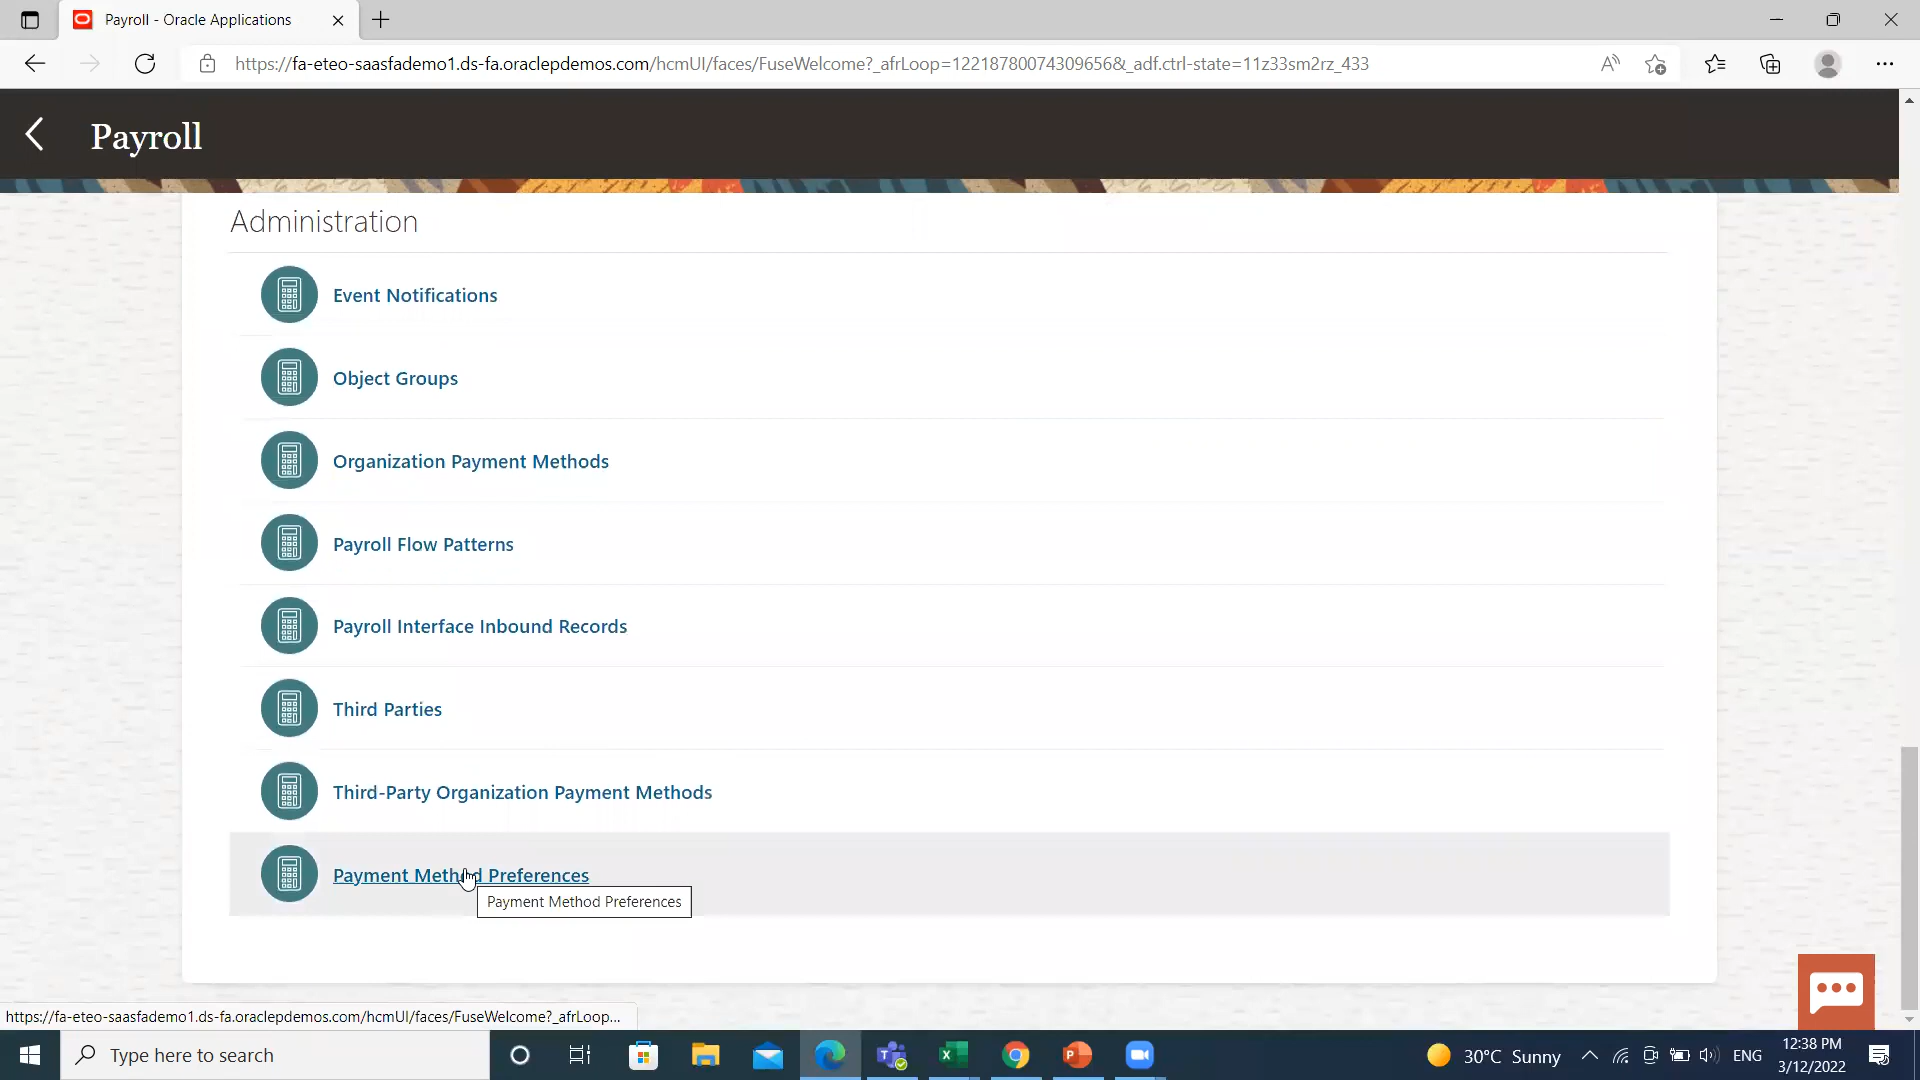 Payroll - Oracle Applications
https://fa-eteo-saasfademo1.ds-fa.oraclepdemos.com/hcmUI/faces/FuseWelcome?_afrLoop=12218780074309656&_adf.ctrl-state=11z33sm2rz_433
Payroll
Administration
Event Notifications
Object Groups
Organization Payment Methods
Payroll Flow Patterns
Payroll Interface Inbound Records
Third Parties
Third-Party Organization Payment Methods
Payment Method Preferences
Payment Method Preferences
https://fa-eteo-saasfademo1.ds-fa.oraclepdemos.com/hcmUI/faces/FuseWelcome?_afrLoop...
Type here to search
30°C Sunny
ENG
12:38 PM
3/12/2022